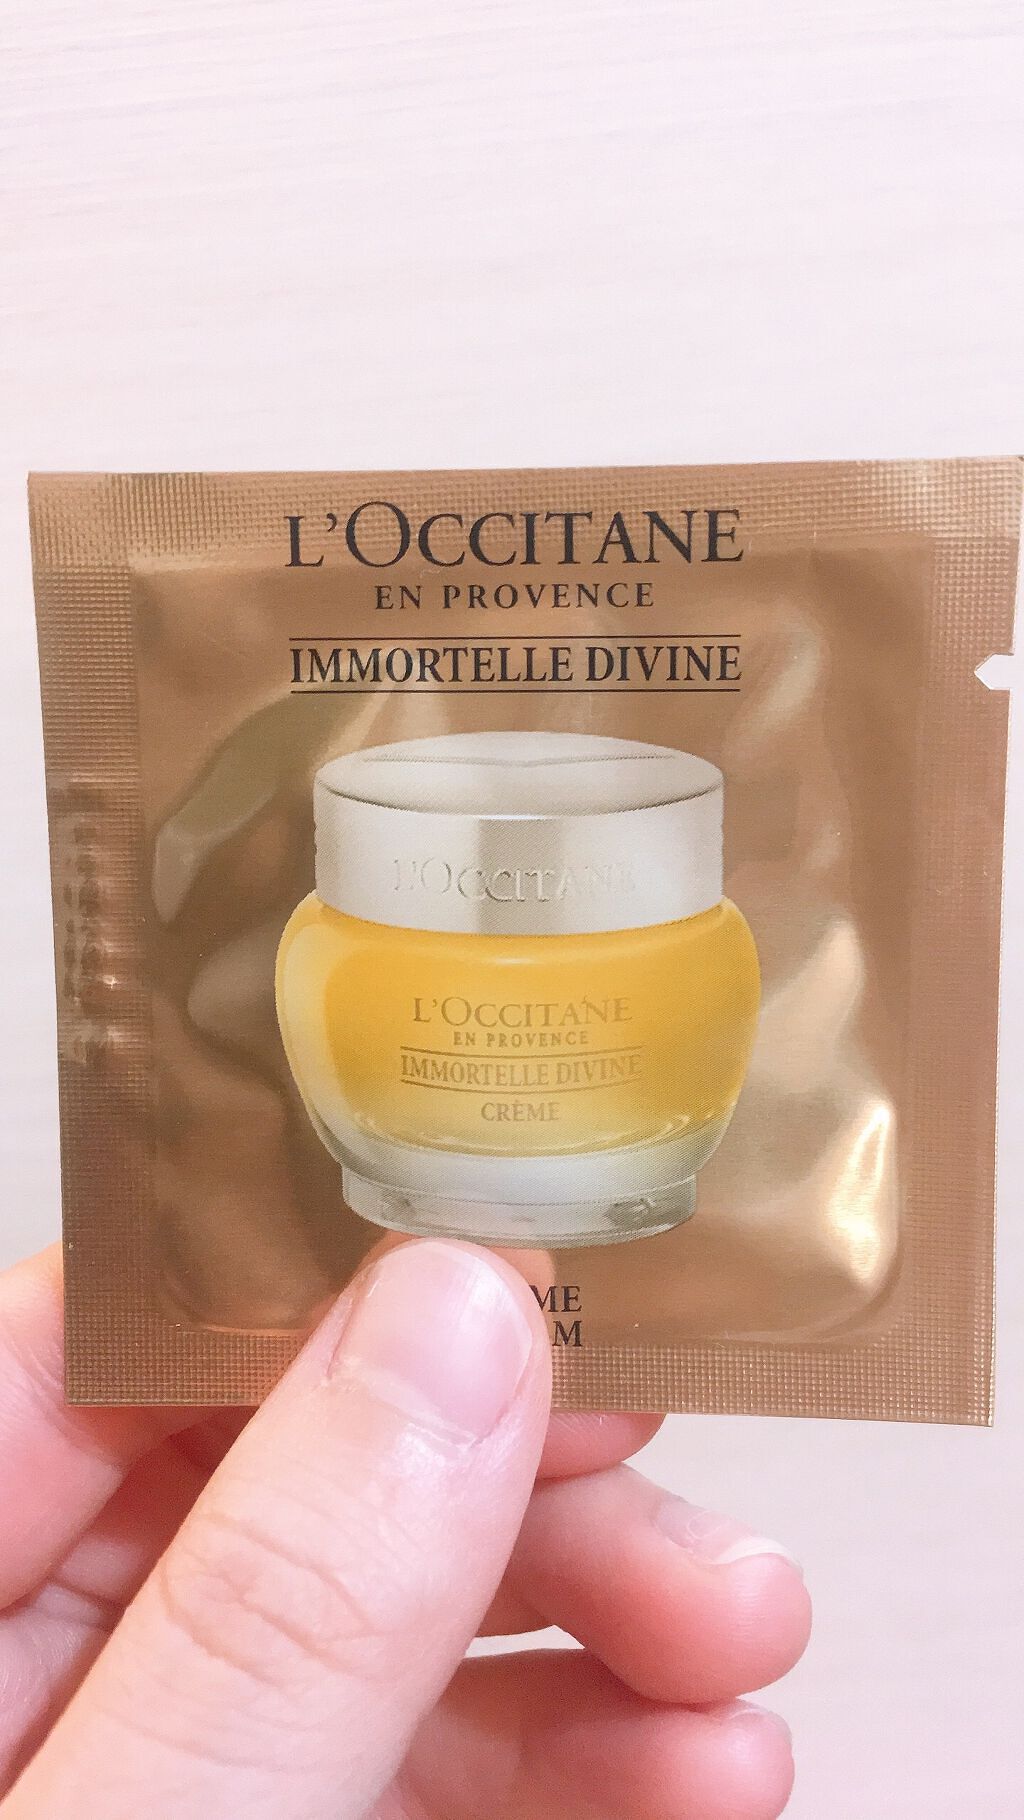 L'OCCITANE
EN PROVENCE
IMMORTELLE DIVINE
L'OCCITANE
L'OCCITANE
EN PROVENCE
IMMORTELLE DIVINE
CRÈME